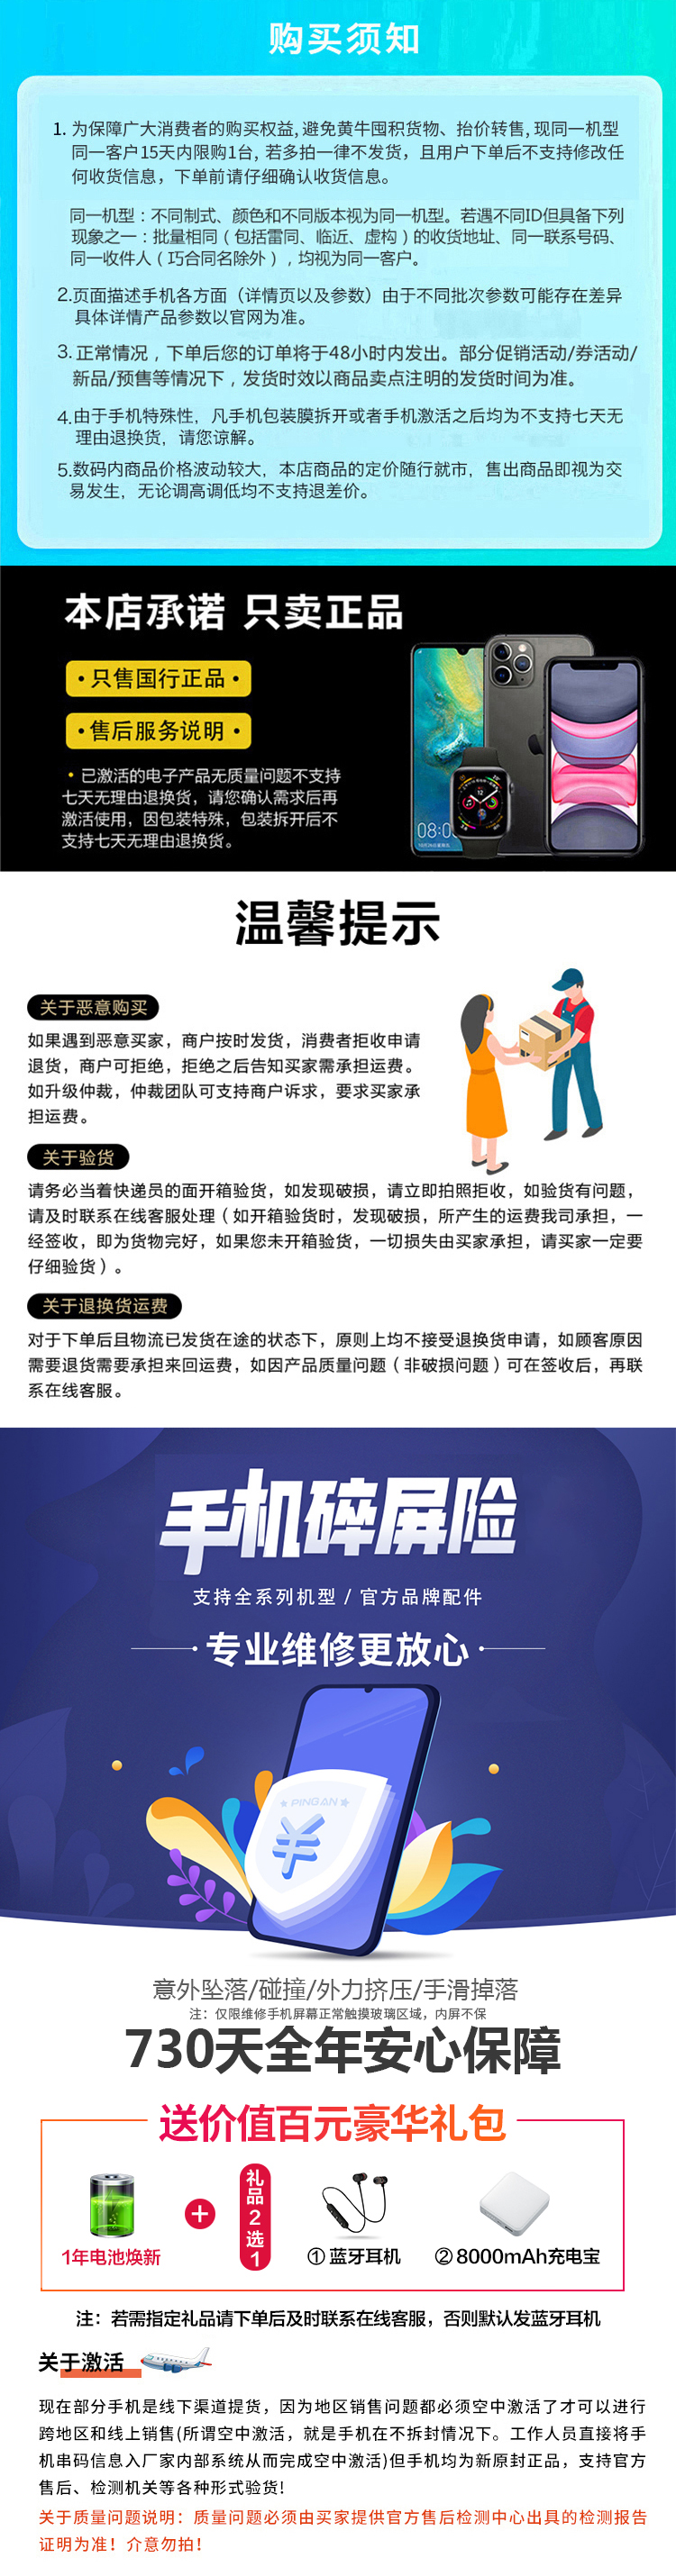 购买须知
1. 为保障广大消费者的购买权益,避免黄牛囤积货物、抬价转售,现同一机型
同一客户15天内限购1台,若多拍一律不发货，且用户下单后不支持修改任
何收货信息，下单前请仔细确认收货信息。
同一机型：不同制式、颜色和不同版本视为同一机型。若遇不同ID但具备下列
现象之一：批量相同（包括雷同、临近、虚构）的收货地址、同一联系号码、
同一收件人（巧合同名除外），均视为同一客户。
2.页面描述手机各方面（详情页以及参数）由于不同批次参数可能存在差异
具体详情产品参数以官网为准。
3. 正常情况，下单后您的订单将于48小时内发出。部分促销活动/券活动/
新品/预售等情况下，发货时效以商品卖点注明的发货时间为准。
4.由于手机特殊性，凡手机包装膜拆开或者手机激活之后均为不支持七天无
理由退换货，请您谅解。
5.数码内商品价格波动较大，本店商品的定价随行就市，售出商品即视为交
易发生，无论调高调低均不支持退差价。
本店承诺 只卖正品
·只售国行正品·
·售后服务说明·
·已激活的电子产品无质量问题不支持
七天无理由退换货，请您确认需求后再
激活使用，因包装特殊，包装拆开后不
支持七天无理由退换货。
08:0
温馨提示
关于恶意购买
如果遇到恶意买家，商户按时发货，消费者拒收申请
退货，商户可拒绝，拒绝之后告知买家需承担运费。
如升级仲裁，仲裁团队可支持商户诉求，要求买家承
担运费。
关于验货
请务必当着快递员的面开箱验货，如发现破损，请立即拍照拒收，如验货有问题，
请及时联系在线客服处理（如开箱验货时，发现破损，所产生的运费我司承担，一
经签收，即为货物完好，如果您未开箱验货，一切损失由买家承担，请买家一定要
仔细验货）。
关于退换货运费
对于下单后且物流已发货在途的状态下，原则上均不接受退换货申请，如顾客原因
需要退货需要承担来回运费，如因产品质量问题（非破损问题）可在签收后，再联
系在线客服。
手机碎屏险
支持全系列机型 / 官方品牌配件
专业维修更放心
PING AN
意外坠落/碰撞/外力挤压/手滑掉落
注：仅限维修手机屏幕正常触摸玻璃区域，内屏不保
730天全年安心保障
送价值百元豪华礼包
1年电池焕新
+
礼品2选1
① 蓝牙耳机
② 8000mAh充电宝
注：若需指定礼品请下单后及时联系在线客服，否则默认发蓝牙耳机
关于激活
现在部分手机是线下渠道提货，因为地区销售问题都必须空中激活了才可以进行
跨地区和线上销售(所谓空中激活，就是手机在不拆封情况下。工作人员直接将手
机串码信息入厂家内部系统从而完成空中激活)但手机均为新原封正品，支持官方
售后、检测机关等各种形式验货!
关于质量问题说明：质量问题必须由买家提供官方售后检测中心出具的检测报告
证明为准！介意勿拍!